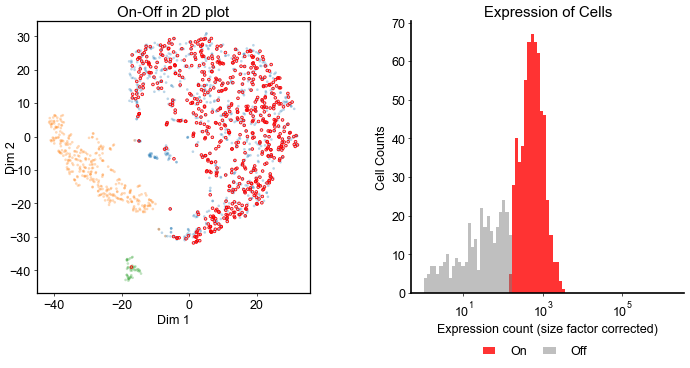 On-Off in 2D plot
30
20
10
0
−10
−20
−30
−40
Dim 2
−40
−20
0
20
Dim 1
Expression of Cells
70
60
50
40
30
20
10
0
Cell Counts
10^1
10^3
10^5
Expression count (size factor corrected)
On
Off